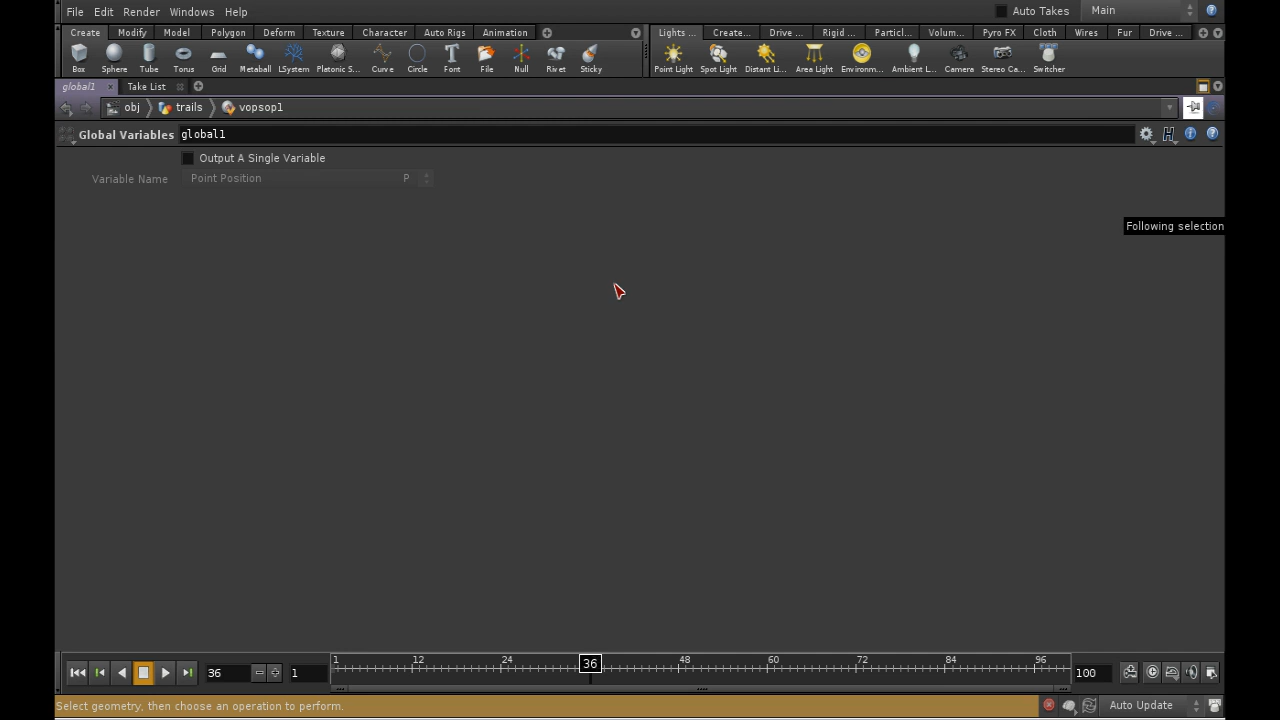 File Edit Render Windows Help Auto Takes Main
Create Modify Model Polygon Deform Texture Character Auto Rigs Animation Lights ... Create... Drive ... Rigid ... Particl... Volum... Pyro FX Cloth Wires Fur Drive ...
Box Sphere Tube Torus Grid Metaball LSystem Platonic S... Curve Circle Font File Null Rivet Sticky Point Light Spot Light Distant Li... Area Light Environm... Ambient L... Camera Stereo Ca... Switcher
global1 Take List
obj trails vopsop1
Global Variables global1
Output A Single Variable
Variable Name Point Position P
Following selection
1 12 24 36 48 60 72 84 96
36 1 100
Select geometry, then choose an operation to perform. Auto Update